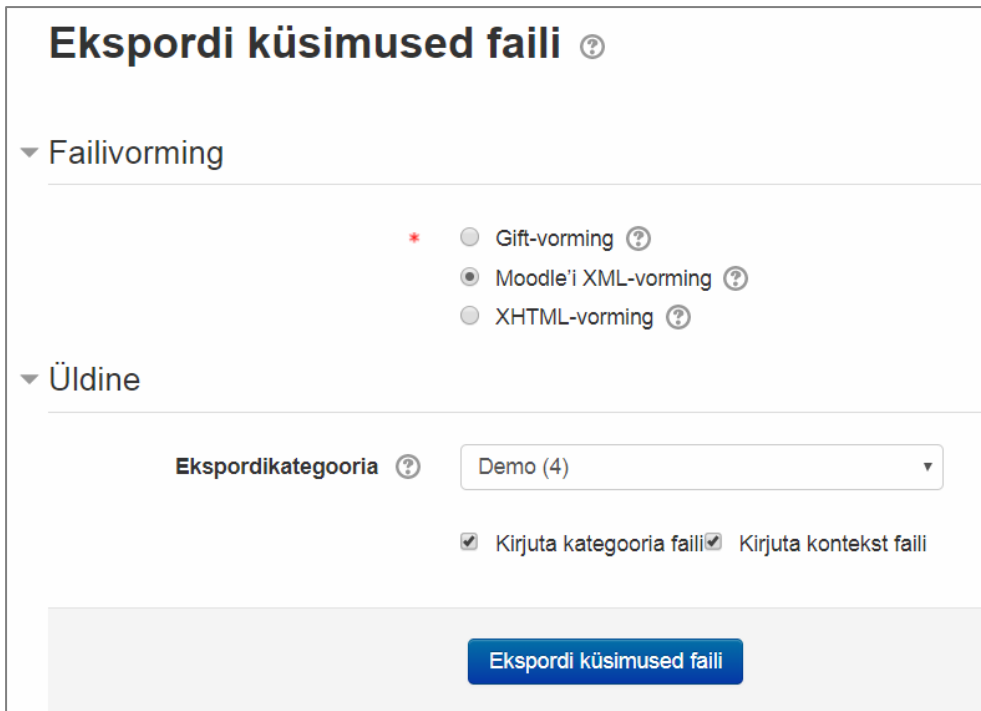 Ekspordi küsimused faili
Failivorming
* Gift-vorming
Moodle'i XML-vorming
XHTML-vorming
Üldine
Ekspordikategooria Demo (4)
Kirjuta kategooria faili Kirjuta kontekst faili
Ekspordi küsimused faili